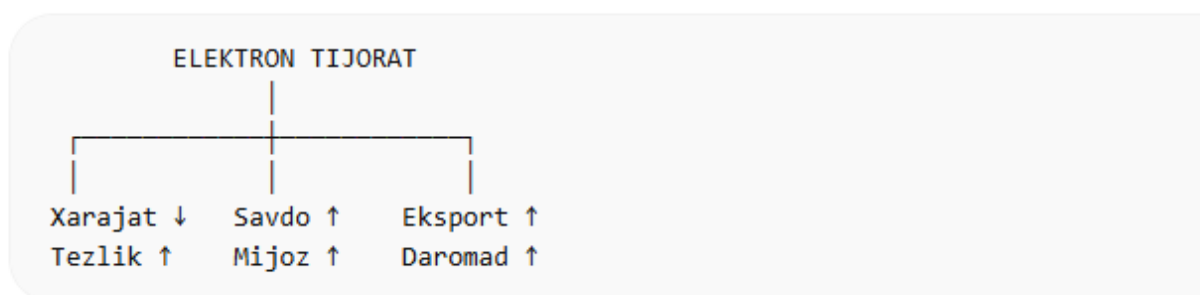 ELEKTRON TIJORAT
Xarajat ↓ Savdo ↑ Eksport ↑
Tezlik ↑ Mijoz ↑ Daromad ↑